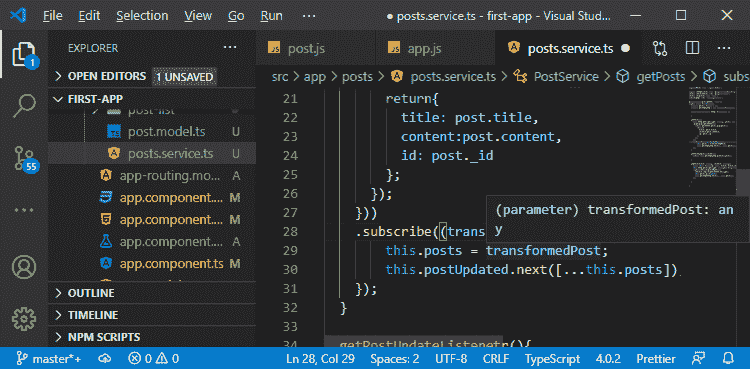 File Edit Selection View Go Run ··· posts.service.ts - first-app - Visual Stud...
EXPLORER ···
OPEN EDITORS 1 UNSAVED
FIRST-APP
post-list
post.model.ts U
posts.service.ts U
app-routing.mo... A
app.component.... M
app.component.... M
app.component.... A
app.component.ts M
OUTLINE
TIMELINE
NPM SCRIPTS
1
55
post.js app.js posts.service.ts
src > app > posts > posts.service.ts > PostService > getPosts > subs
21 return{
22 title: post.title,
23 content:post.content,
24 id: post._id
25 };
26 });
27 }))
(parameter) transformedPost: an
y
28 .subscribe((trans
29 this.posts = transformedPost;
30 this.postUpdated.next([...this.posts])
31 });
32 }
33
34 getPostUpdateListenetr(){
master*+ 0 0 Ln 28, Col 29 Spaces: 2 UTF-8 CRLF TypeScript 4.0.2 Prettier